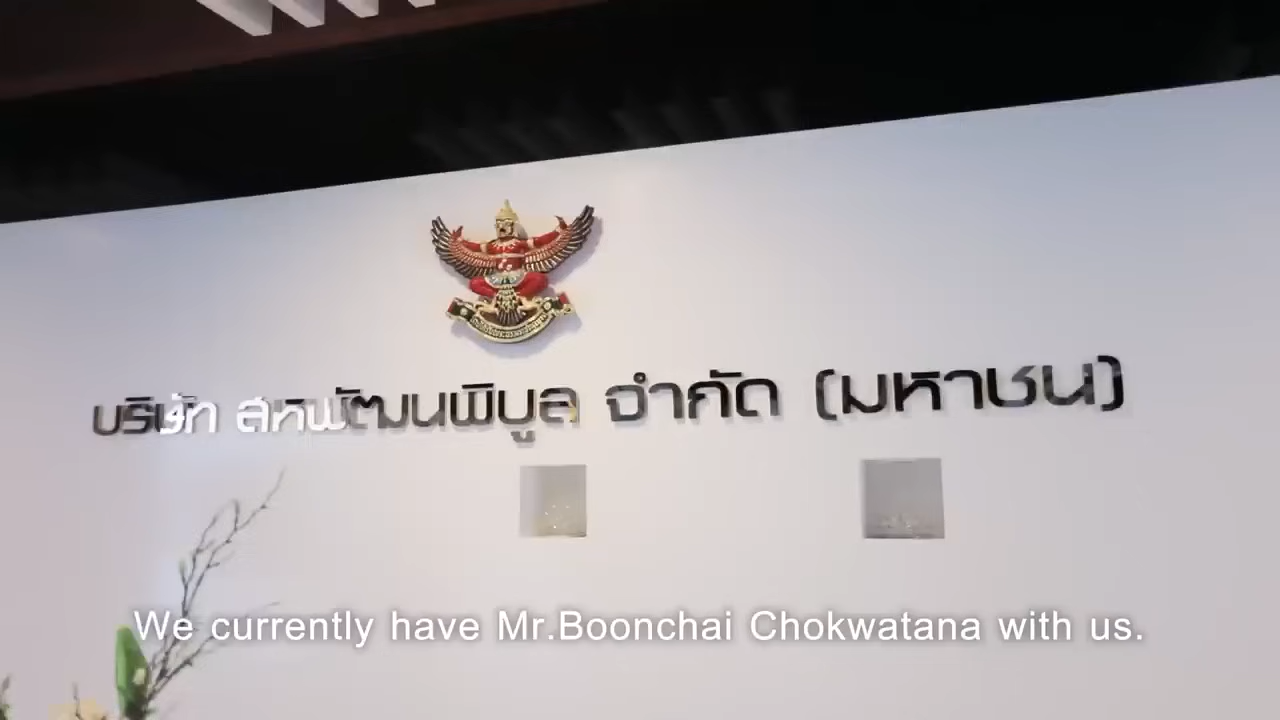 บริษัท สหพัฒนพิบูล จำกัด (มหาชน)
We currently have Mr.Boonchai Chokwatana with us.